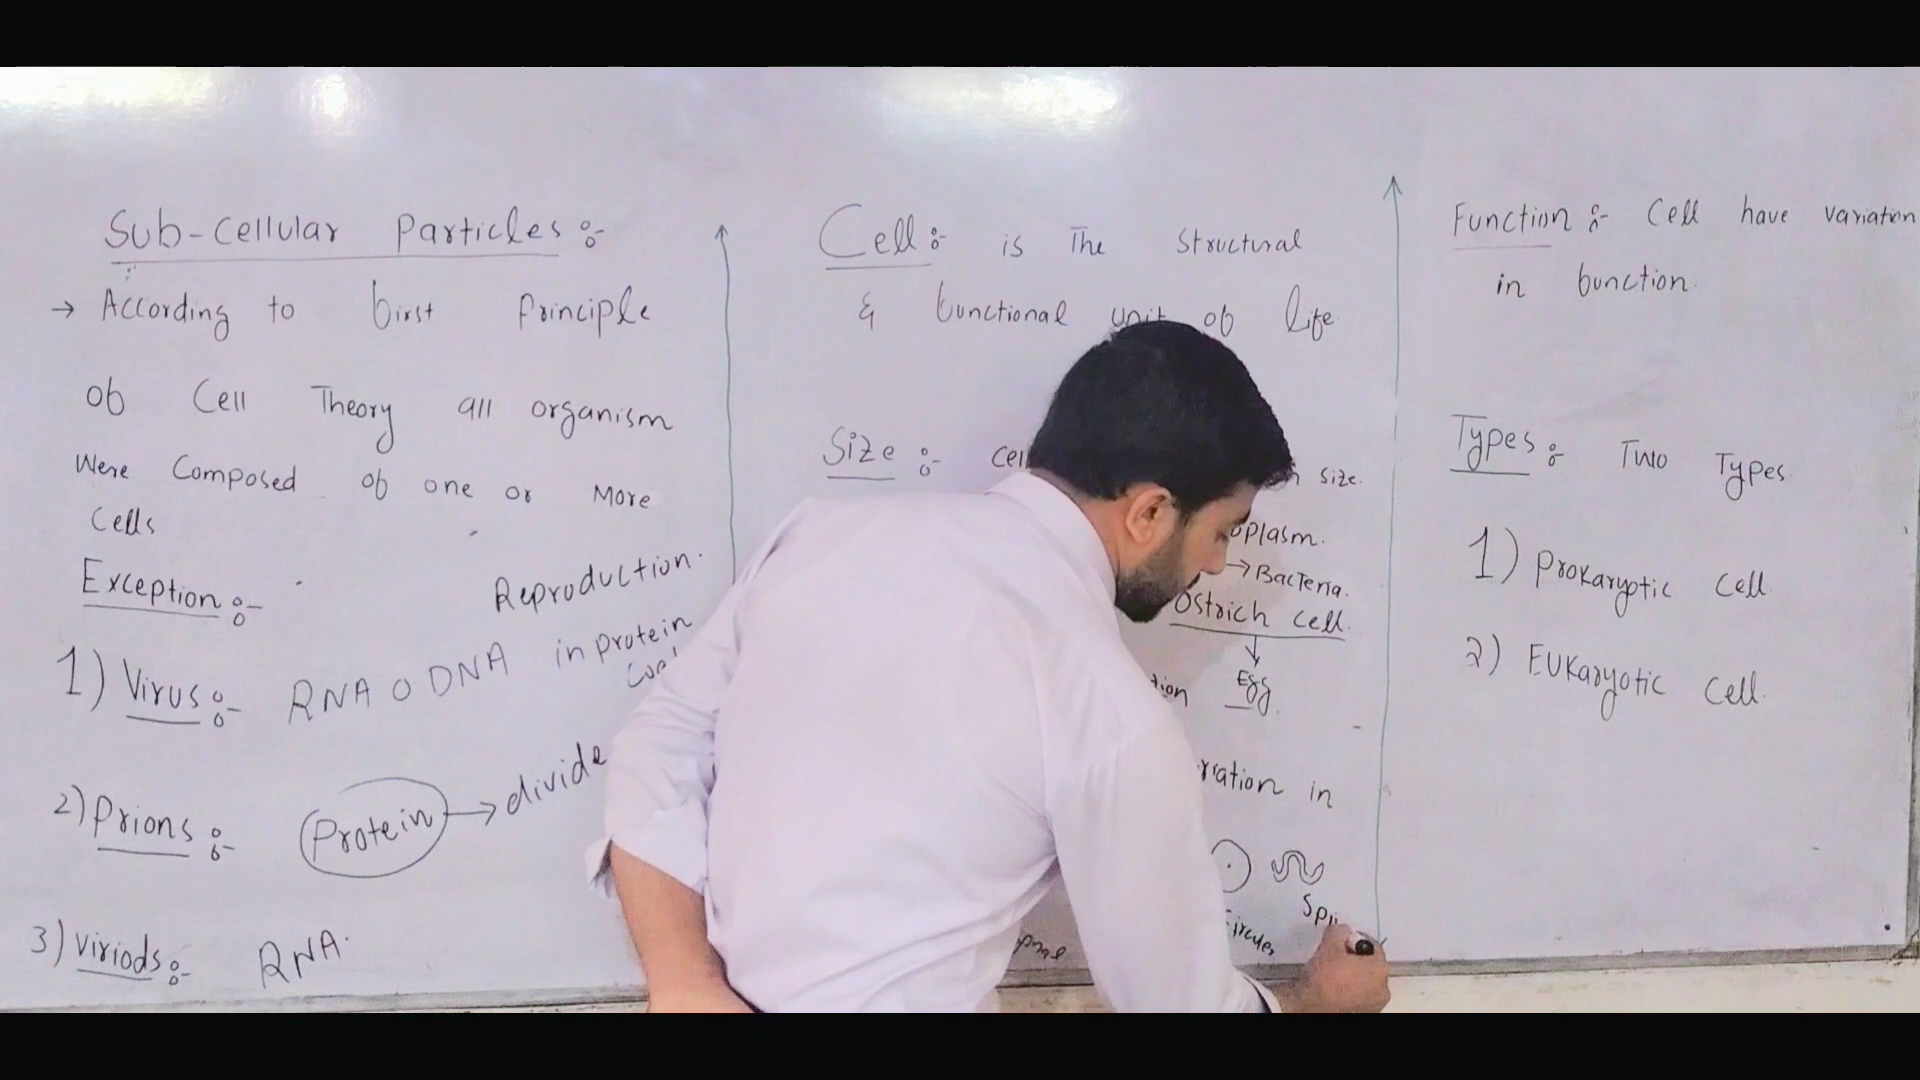 Sub-Cellular Particles :-
→ According to first Principle
of Cell Theory all organism
Were Composed of one or More
Cells
Exception :-
Reproduction.
1) Virus :- RNA O DNA in protein
2) Prions :- Protein → divide
3) Viriods :- RNA.
Cell :- is The Structural
& functional unit of life
Size :- size.
→ Bacteria.
Ostrich Cell.
Egg.
in
Function :- Cell have variation
in function.
Types :- Two Types
1) Prokaryptic Cell
2) EUKaryotic Cell.